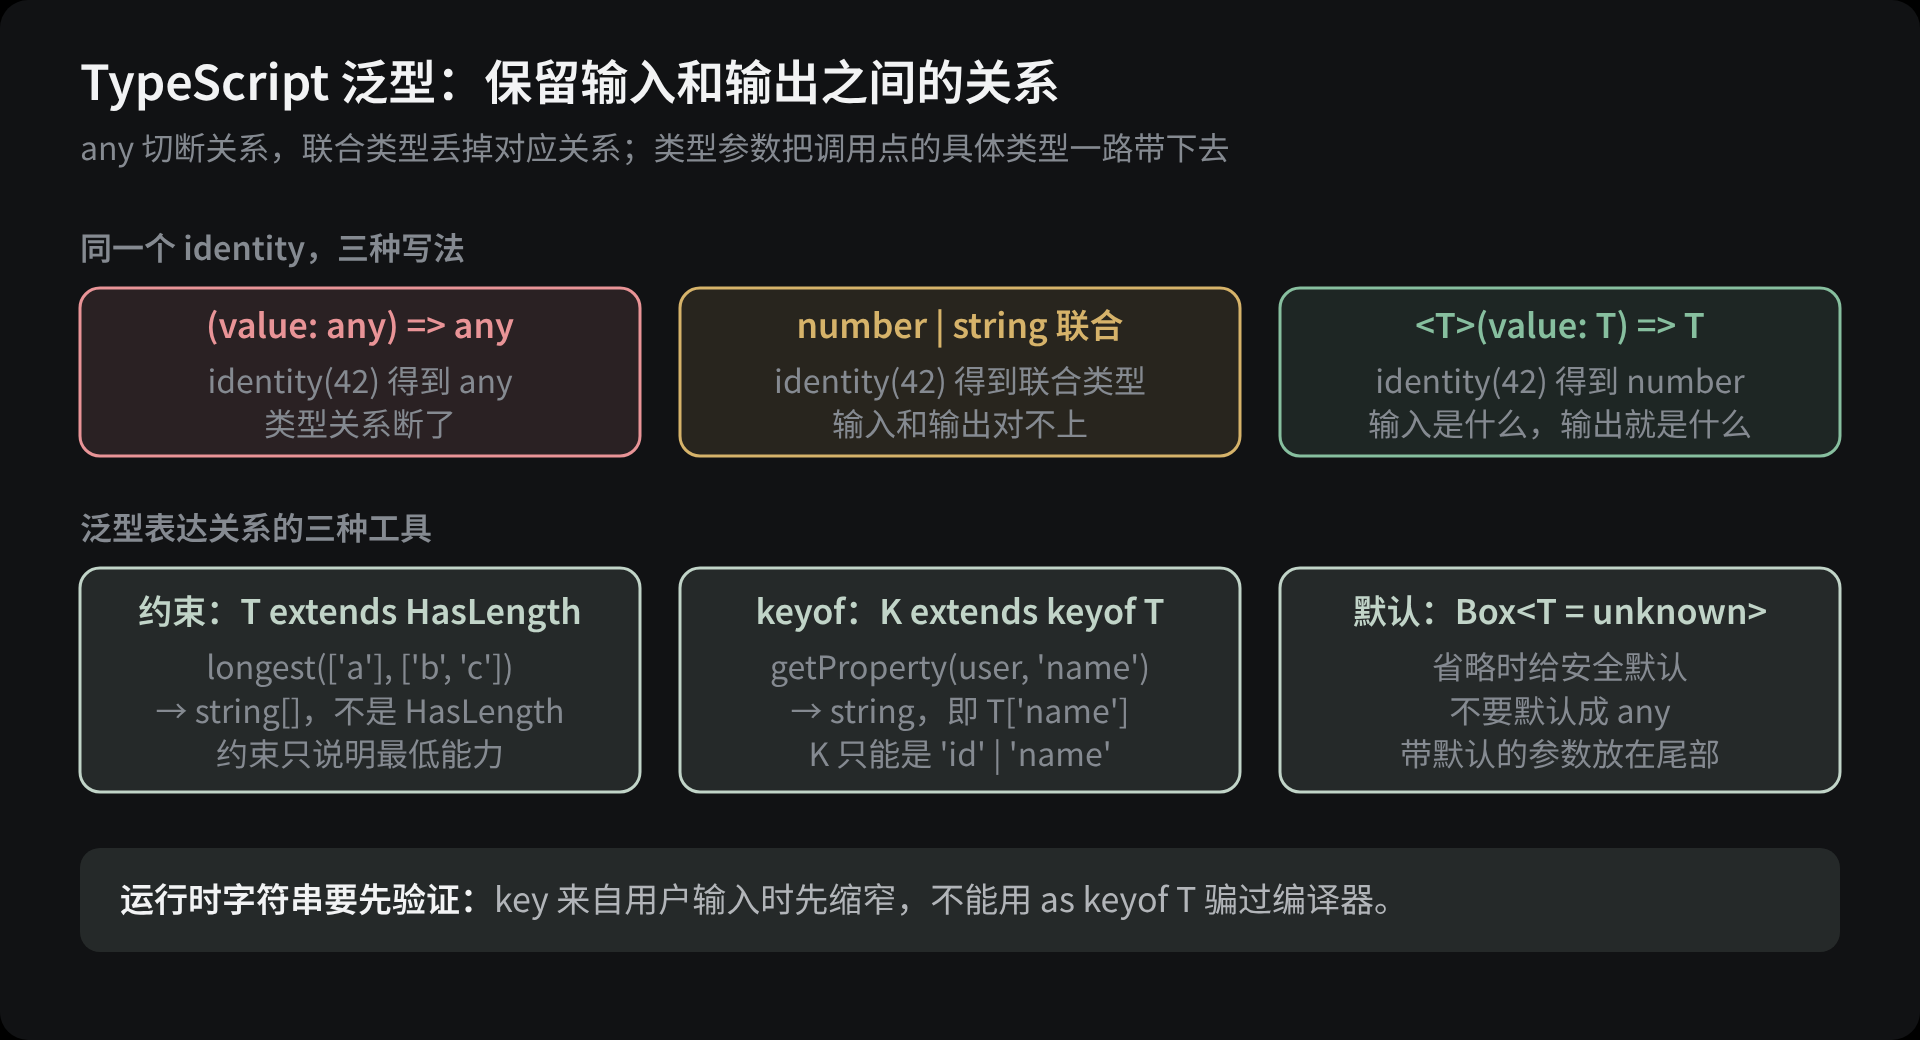 TypeScript 泛型：保留输入和输出之间的关系
any 切断关系，联合类型丢掉对应关系；类型参数把调用点的具体类型一路带下去
同一个 identity，三种写法
(value: any) => any
identity(42) 得到 any
类型关系断了
number | string 联合
identity(42) 得到联合类型
输入和输出对不上
<T>(value: T) => T
identity(42) 得到 number
输入是什么，输出就是什么
泛型表达关系的三种工具
约束：T extends HasLength
longest(['a'], ['b', 'c'])
→ string[]，不是 HasLength
约束只说明最低能力
keyof：K extends keyof T
getProperty(user, 'name')
→ string，即 T['name']
K 只能是 'id' | 'name'
默认：Box<T = unknown>
省略时给安全默认
不要默认成 any
带默认的参数放在尾部
运行时字符串要先验证：key 来自用户输入时先缩窄，不能用 as keyof T 骗过编译器。